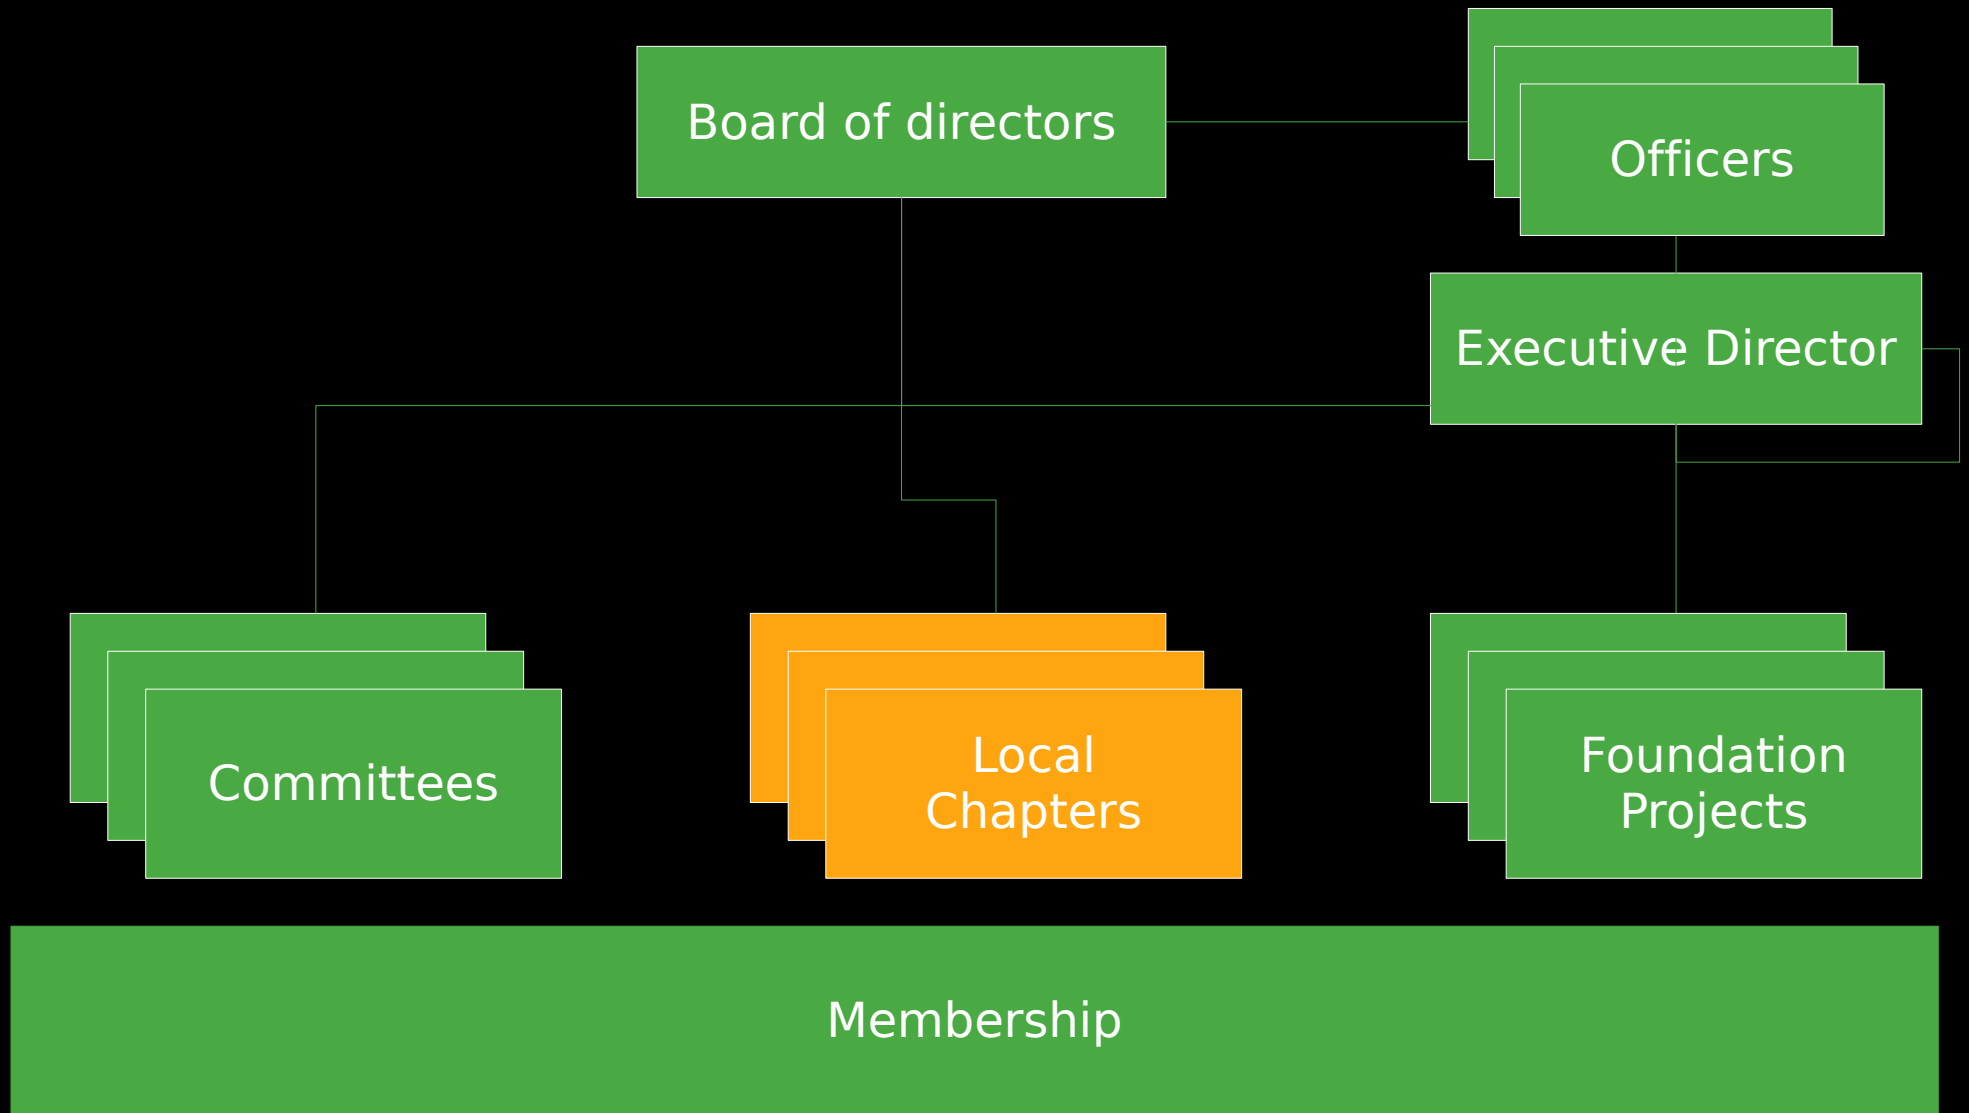 Board of directors
Officers
Executive Director
Committees
Local
Chapters
Foundation
Projects
Membership